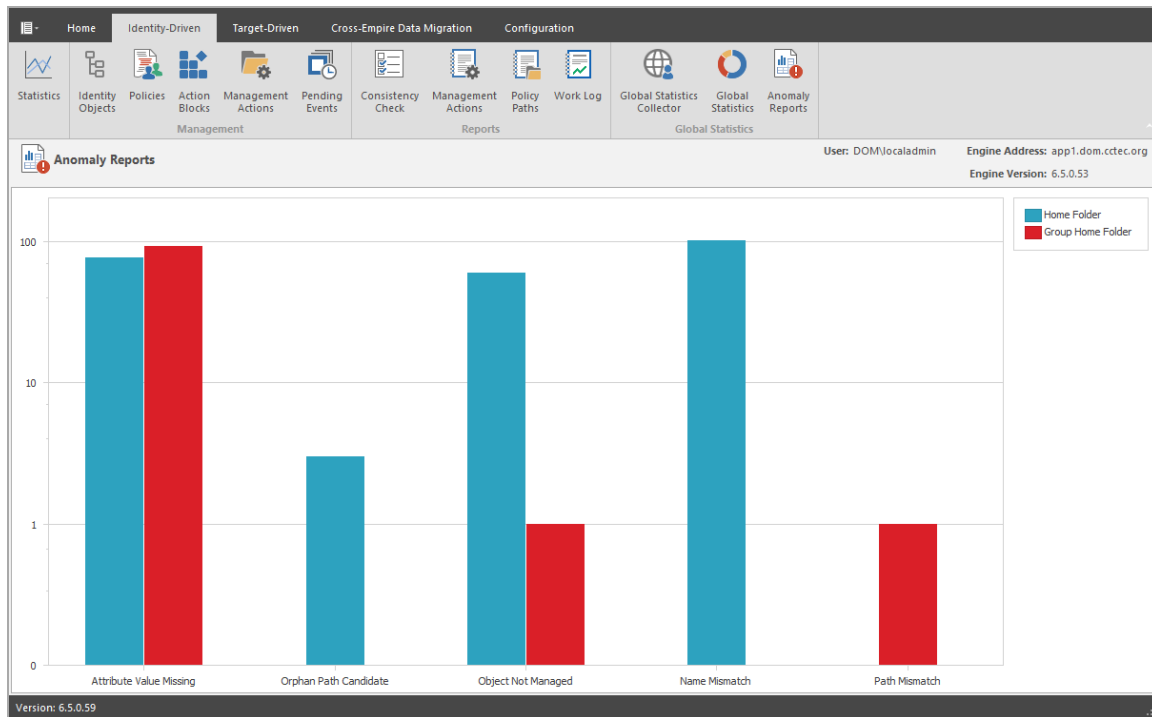 Home Identity-Driven Target-Driven Cross-Empire Data Migration Configuration
Statistics
Identity Objects
Policies
Action Blocks
Management Actions
Pending Events
Management
Consistency Check
Management Actions
Policy Paths
Work Log
Reports
Global Statistics Collector
Global Statistics
Anomaly Reports
Global Statistics
Anomaly Reports
User: DOM\localadmin
Engine Address: app1.dom.cctec.org
Engine Version: 6.5.0.53
Home Folder
Group Home Folder
100
10
1
0
Attribute Value Missing
Orphan Path Candidate
Object Not Managed
Name Mismatch
Path Mismatch
Version: 6.5.0.59